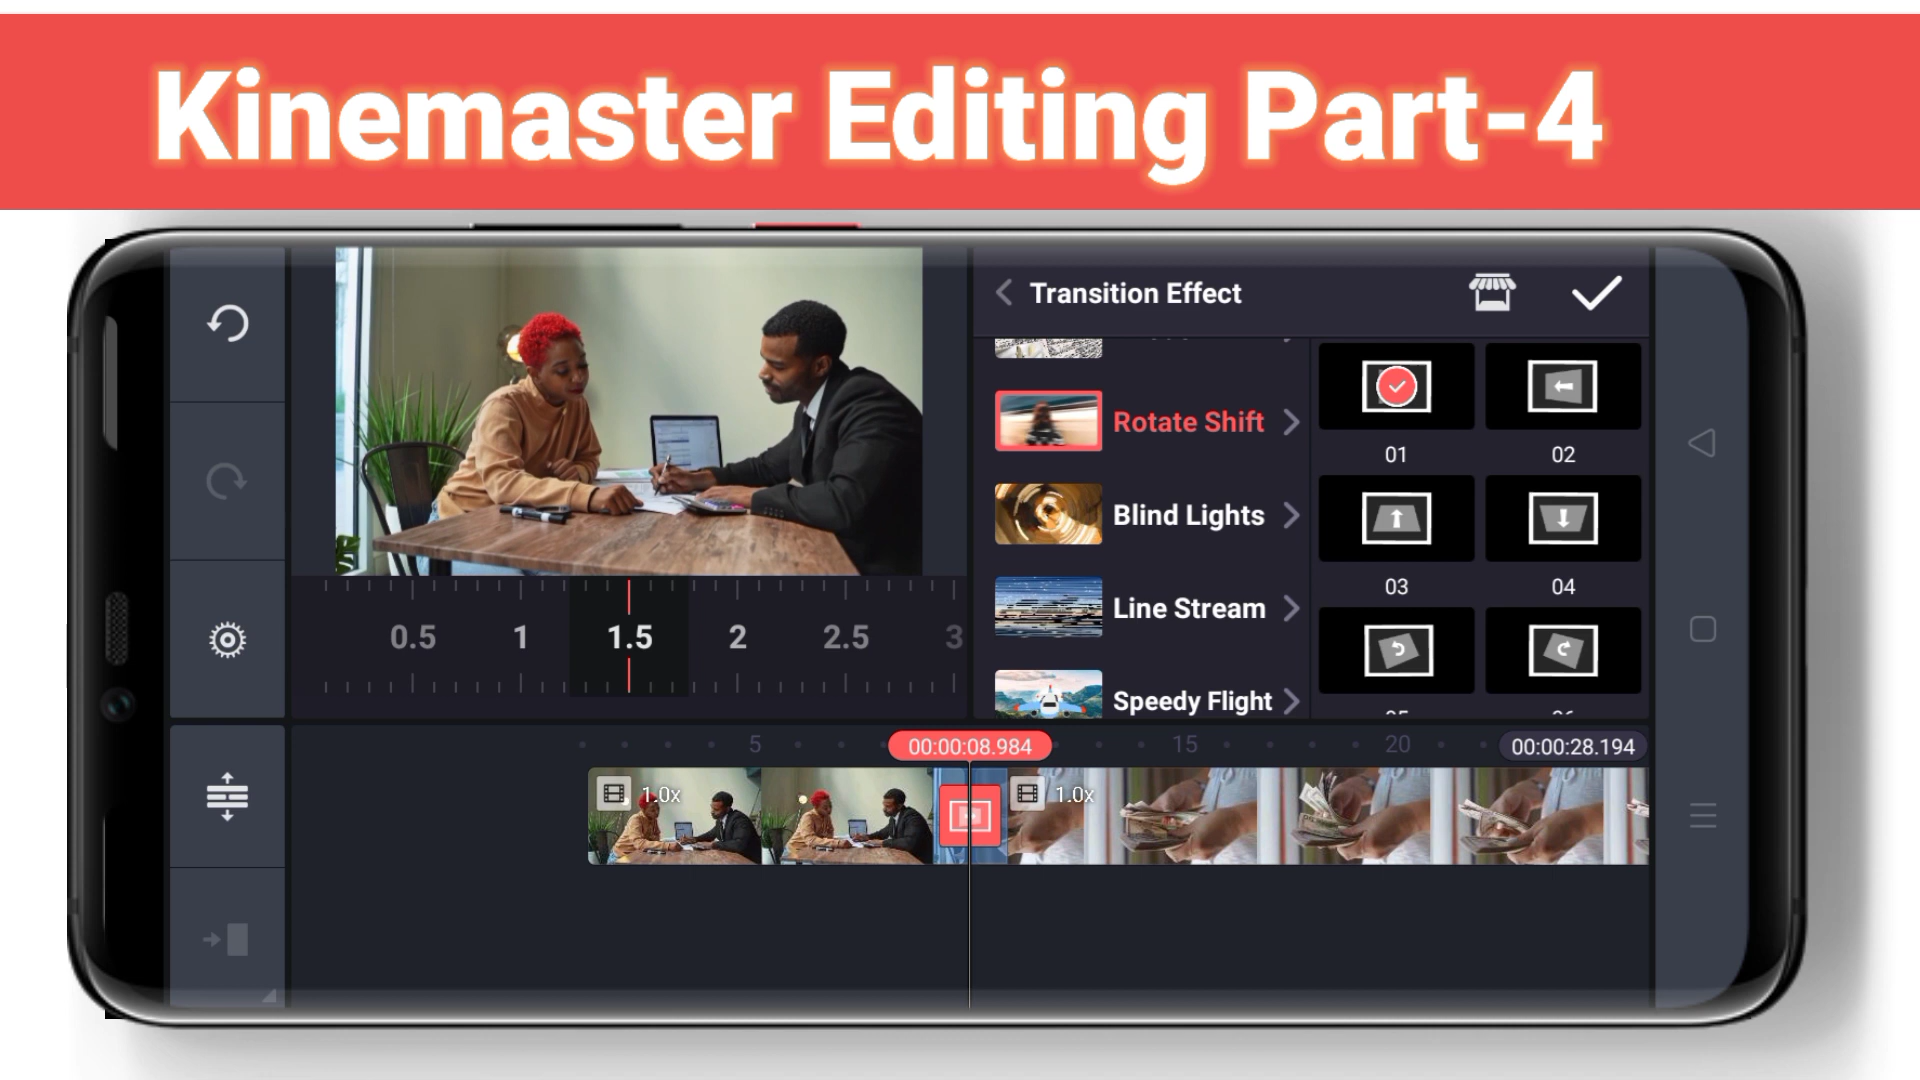 Kinemaster Editing Part-4
Transition Effect
Rotate Shift
01
02
Blind Lights
03
04
Line Stream
0.5 1 1.5 2 2.5 3
Speedy Flight
5 00:00:08.984 15 20 00:00:28.194
1.0x 1.0x